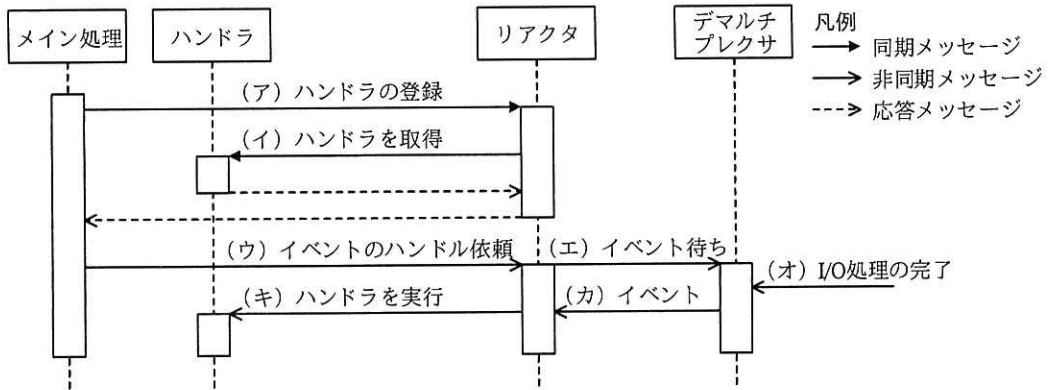 メイン処理
ハンドラ
リアクタ
デマルチ
プレクサ
凡例
同期メッセージ
非同期メッセージ
応答メッセージ
（ア）ハンドラの登録
（イ）ハンドラを取得
（ウ）イベントのハンドル依頼
（エ）イベント待ち
（オ）I/O処理の完了
（カ）イベント
（キ）ハンドラを実行